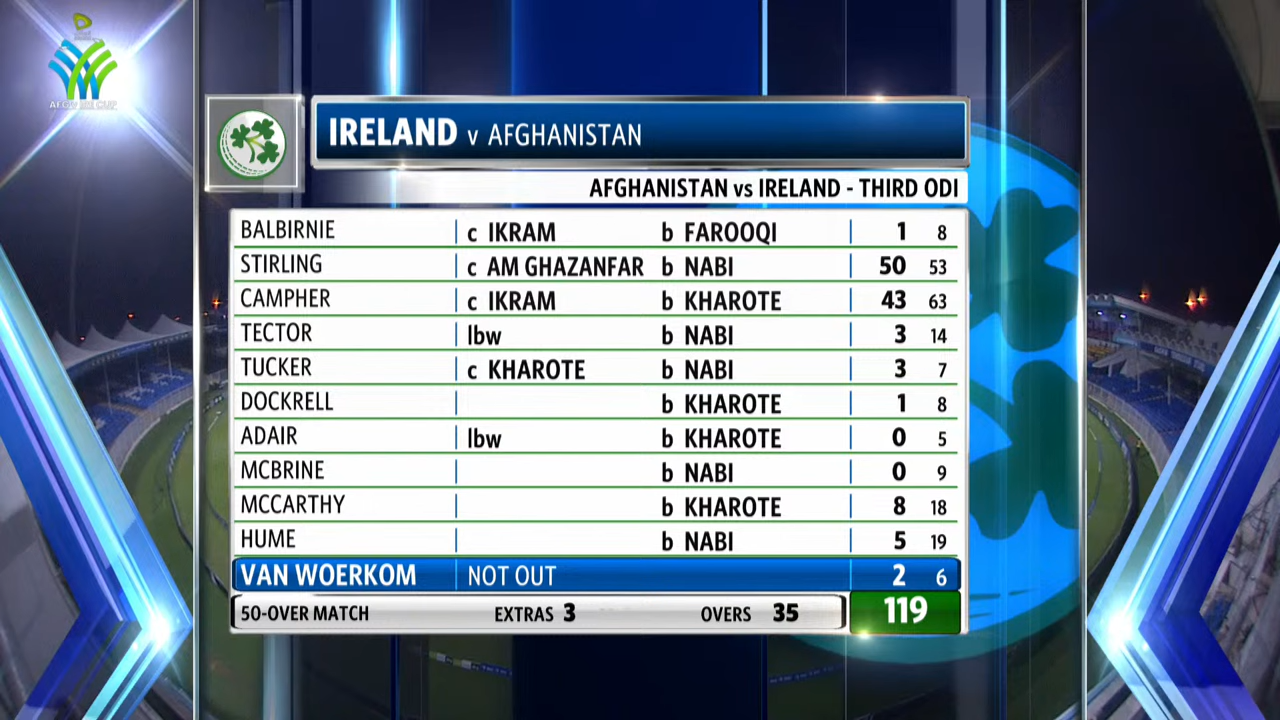 IRELAND v AFGHANISTAN
AFGHANISTAN vs IRELAND - THIRD ODI
BALBIRNIE c IKRAM b FAROOQI 1 8
STIRLING c AM GHAZANFAR b NABI 50 53
CAMPHER c IKRAM b KHAROTE 43 63
TECTOR lbw b NABI 3 14
TUCKER c KHAROTE b NABI 3 7
DOCKRELL b KHAROTE 1 8
ADAIR lbw b KHAROTE 0 5
MCBRINE b NABI 0 9
MCCARTHY b KHAROTE 8 18
HUME b NABI 5 19
VAN WOERKOM NOT OUT 2 6
50-OVER MATCH EXTRAS 3 OVERS 35 119